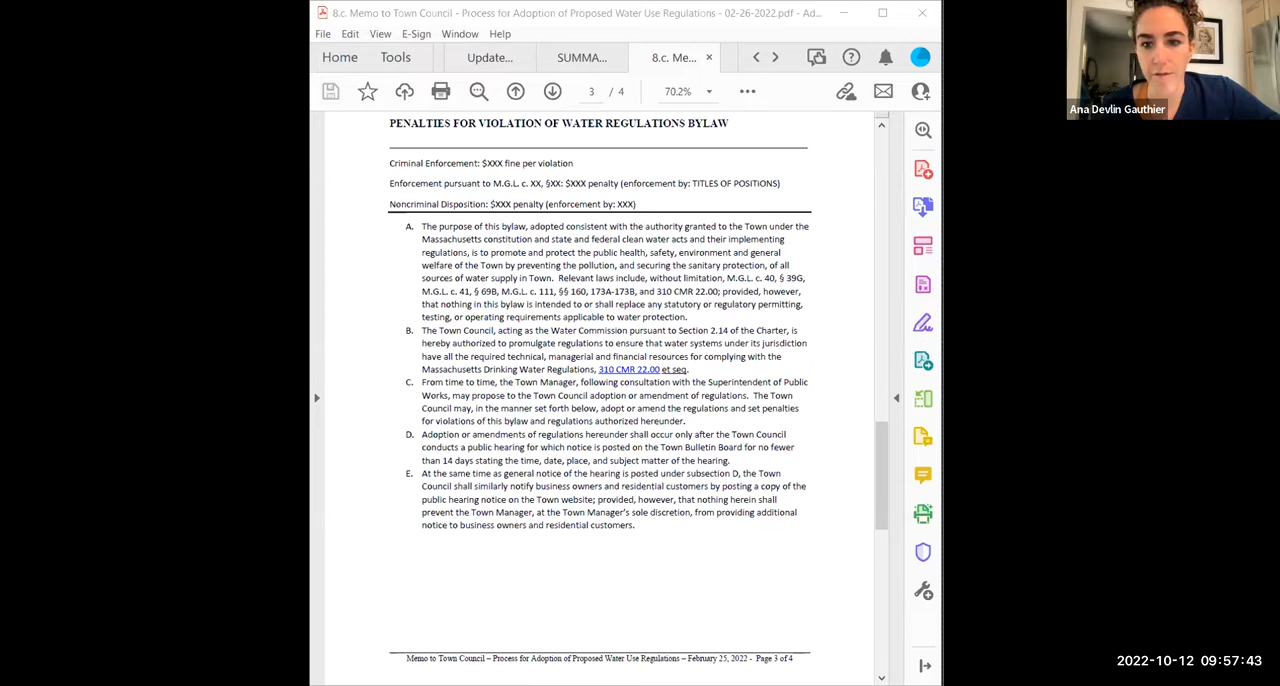 8.c. Memo to Town Council - Process for Adoption of Proposed Water Use Regulations - 02-26-2022.pdf - Ad...
File Edit View E-Sign Window Help
Home Tools Update... SUMMA... 8.c. Me... ×
3 / 4 70.2%
PENALTIES FOR VIOLATION OF WATER REGULATIONS BYLAW
Criminal Enforcement: $XXX fine per violation
Enforcement pursuant to M.G.L. c. XX, §XX: $XXX penalty (enforcement by: TITLES OF POSITIONS)
Noncriminal Disposition: $XXX penalty (enforcement by: XXX)
A. The purpose of this bylaw, adopted consistent with the authority granted to the Town under the
Massachusetts constitution and state and federal clean water acts and their implementing
regulations, is to promote and protect the public health, safety, environment and general
welfare of the Town by preventing the pollution, and securing the sanitary protection, of all
sources of water supply in Town. Relevant laws include, without limitation, M.G.L. c. 40, § 39G,
M.G.L. c. 41, § 69B, M.G.L. c. 111, §§ 160, 173A-173B, and 310 CMR 22.00; provided, however,
that nothing in this bylaw is intended to or shall replace any statutory or regulatory permitting,
testing, or operating requirements applicable to water protection.
B. The Town Council, acting as the Water Commission pursuant to Section 2.14 of the Charter, is
hereby authorized to promulgate regulations to ensure that water systems under its jurisdiction
have all the required technical, managerial and financial resources for complying with the
Massachusetts Drinking Water Regulations, 310 CMR 22.00 et seq.
C. From time to time, the Town Manager, following consultation with the Superintendent of Public
Works, may propose to the Town Council adoption or amendment of regulations. The Town
Council may, in the manner set forth below, adopt or amend the regulations and set penalties
for violations of this bylaw and regulations authorized hereunder.
D. Adoption or amendments of regulations hereunder shall occur only after the Town Council
conducts a public hearing for which notice is posted on the Town Bulletin Board for no fewer
than 14 days stating the time, date, place, and subject matter of the hearing.
E. At the same time as general notice of the hearing is posted under subsection D, the Town
Council shall similarly notify business owners and residential customers by posting a copy of the
public hearing notice on the Town website; provided, however, that nothing herein shall
prevent the Town Manager, at the Town Manager's sole discretion, from providing additional
notice to business owners and residential customers.
Memo to Town Council – Process for Adoption of Proposed Water Use Regulations – February 25, 2022 - Page 3 of 4
Ana Devlin Gauthier
2022-10-12 09:57:43